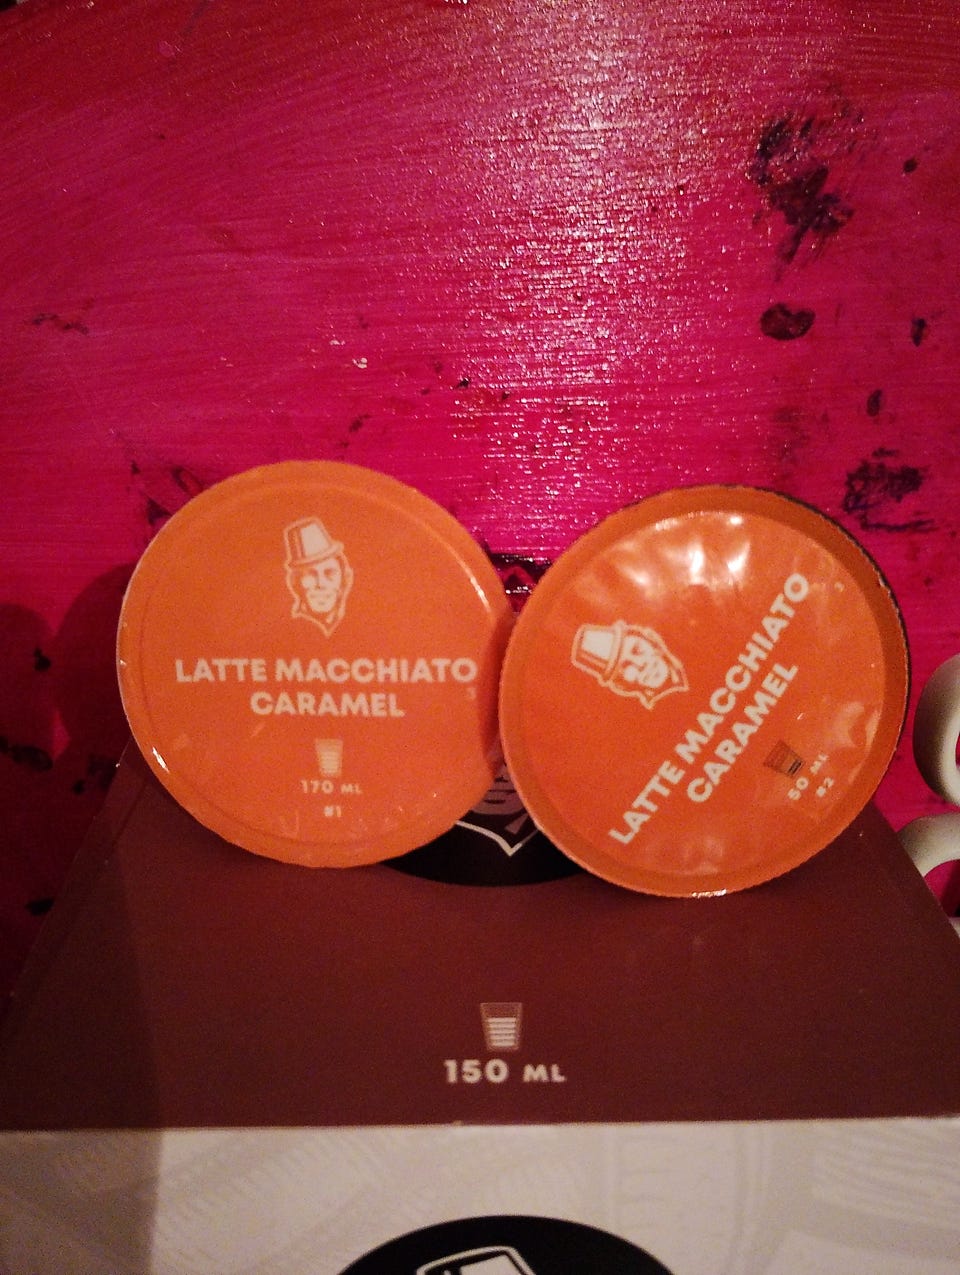 LATTE MACCHIATO
CARAMEL
170 ML
#1
LATTE MACCHIATO
CARAMEL
50 ML
#2
150 ML